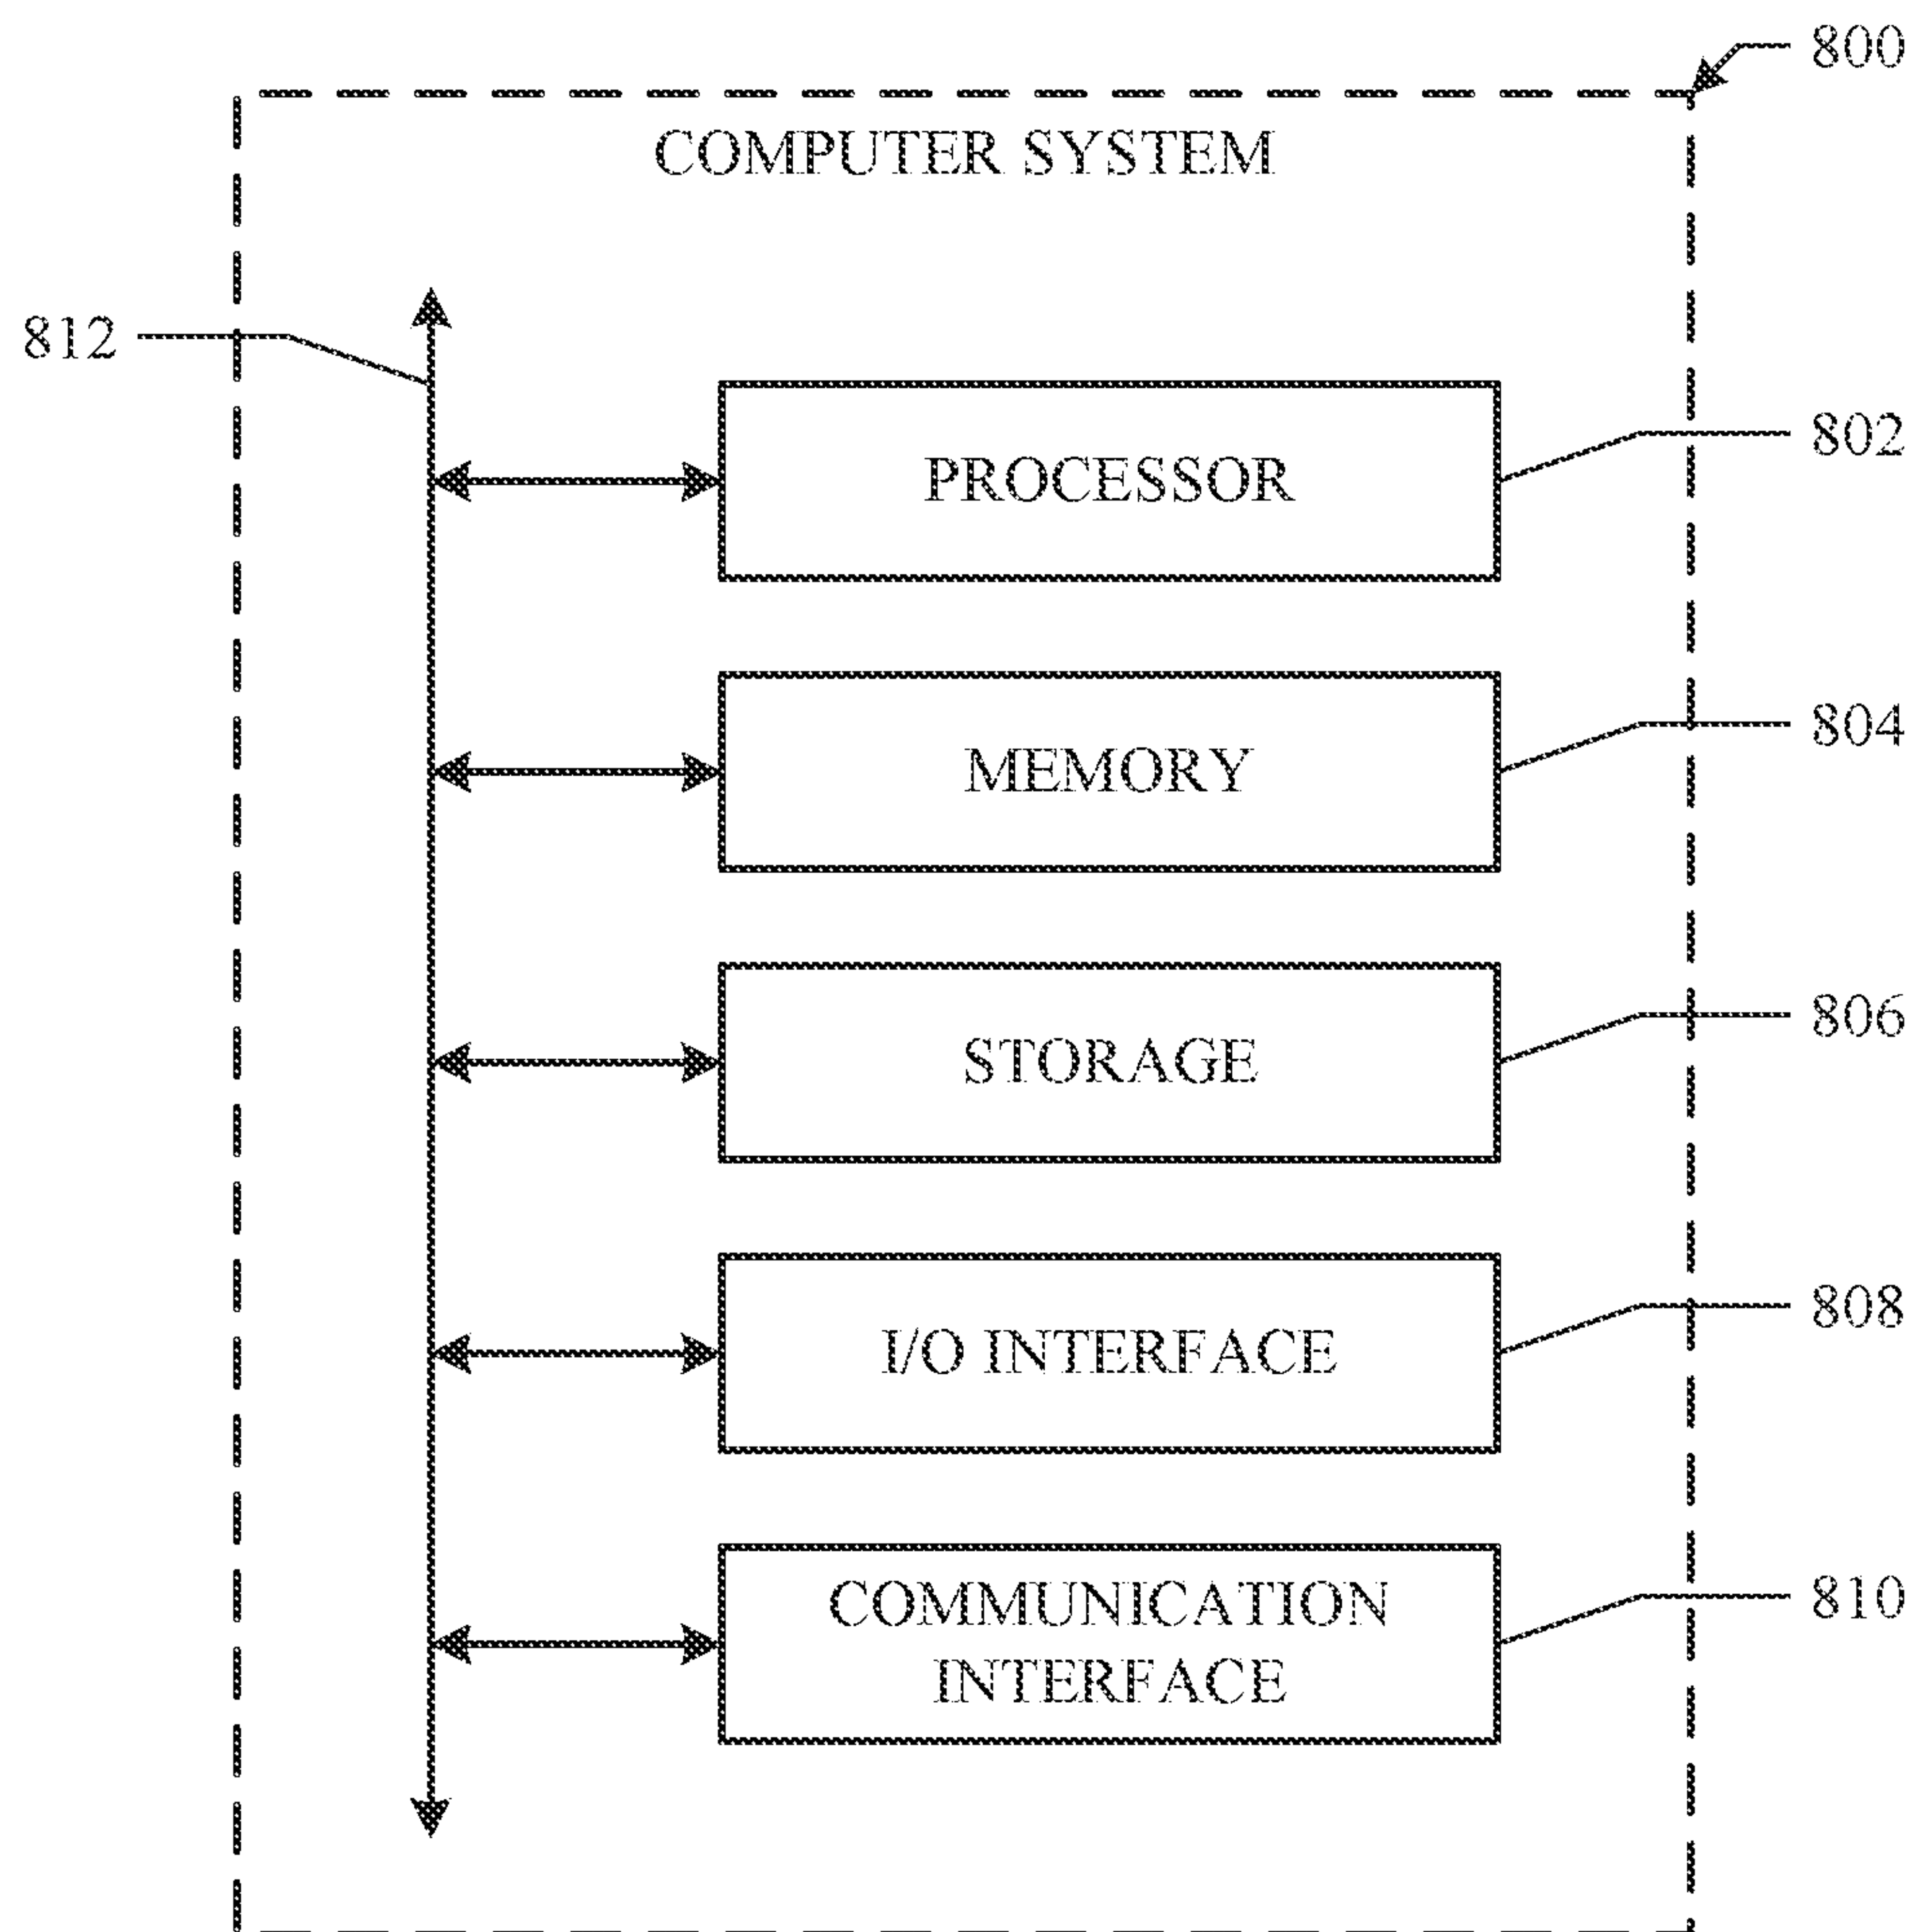 800
COMPUTER SYSTEM
812
802
PROCESSOR
804
MEMORY
806
STORAGE
808
I/O INTERFACE
810
COMMUNICATION
INTERFACE